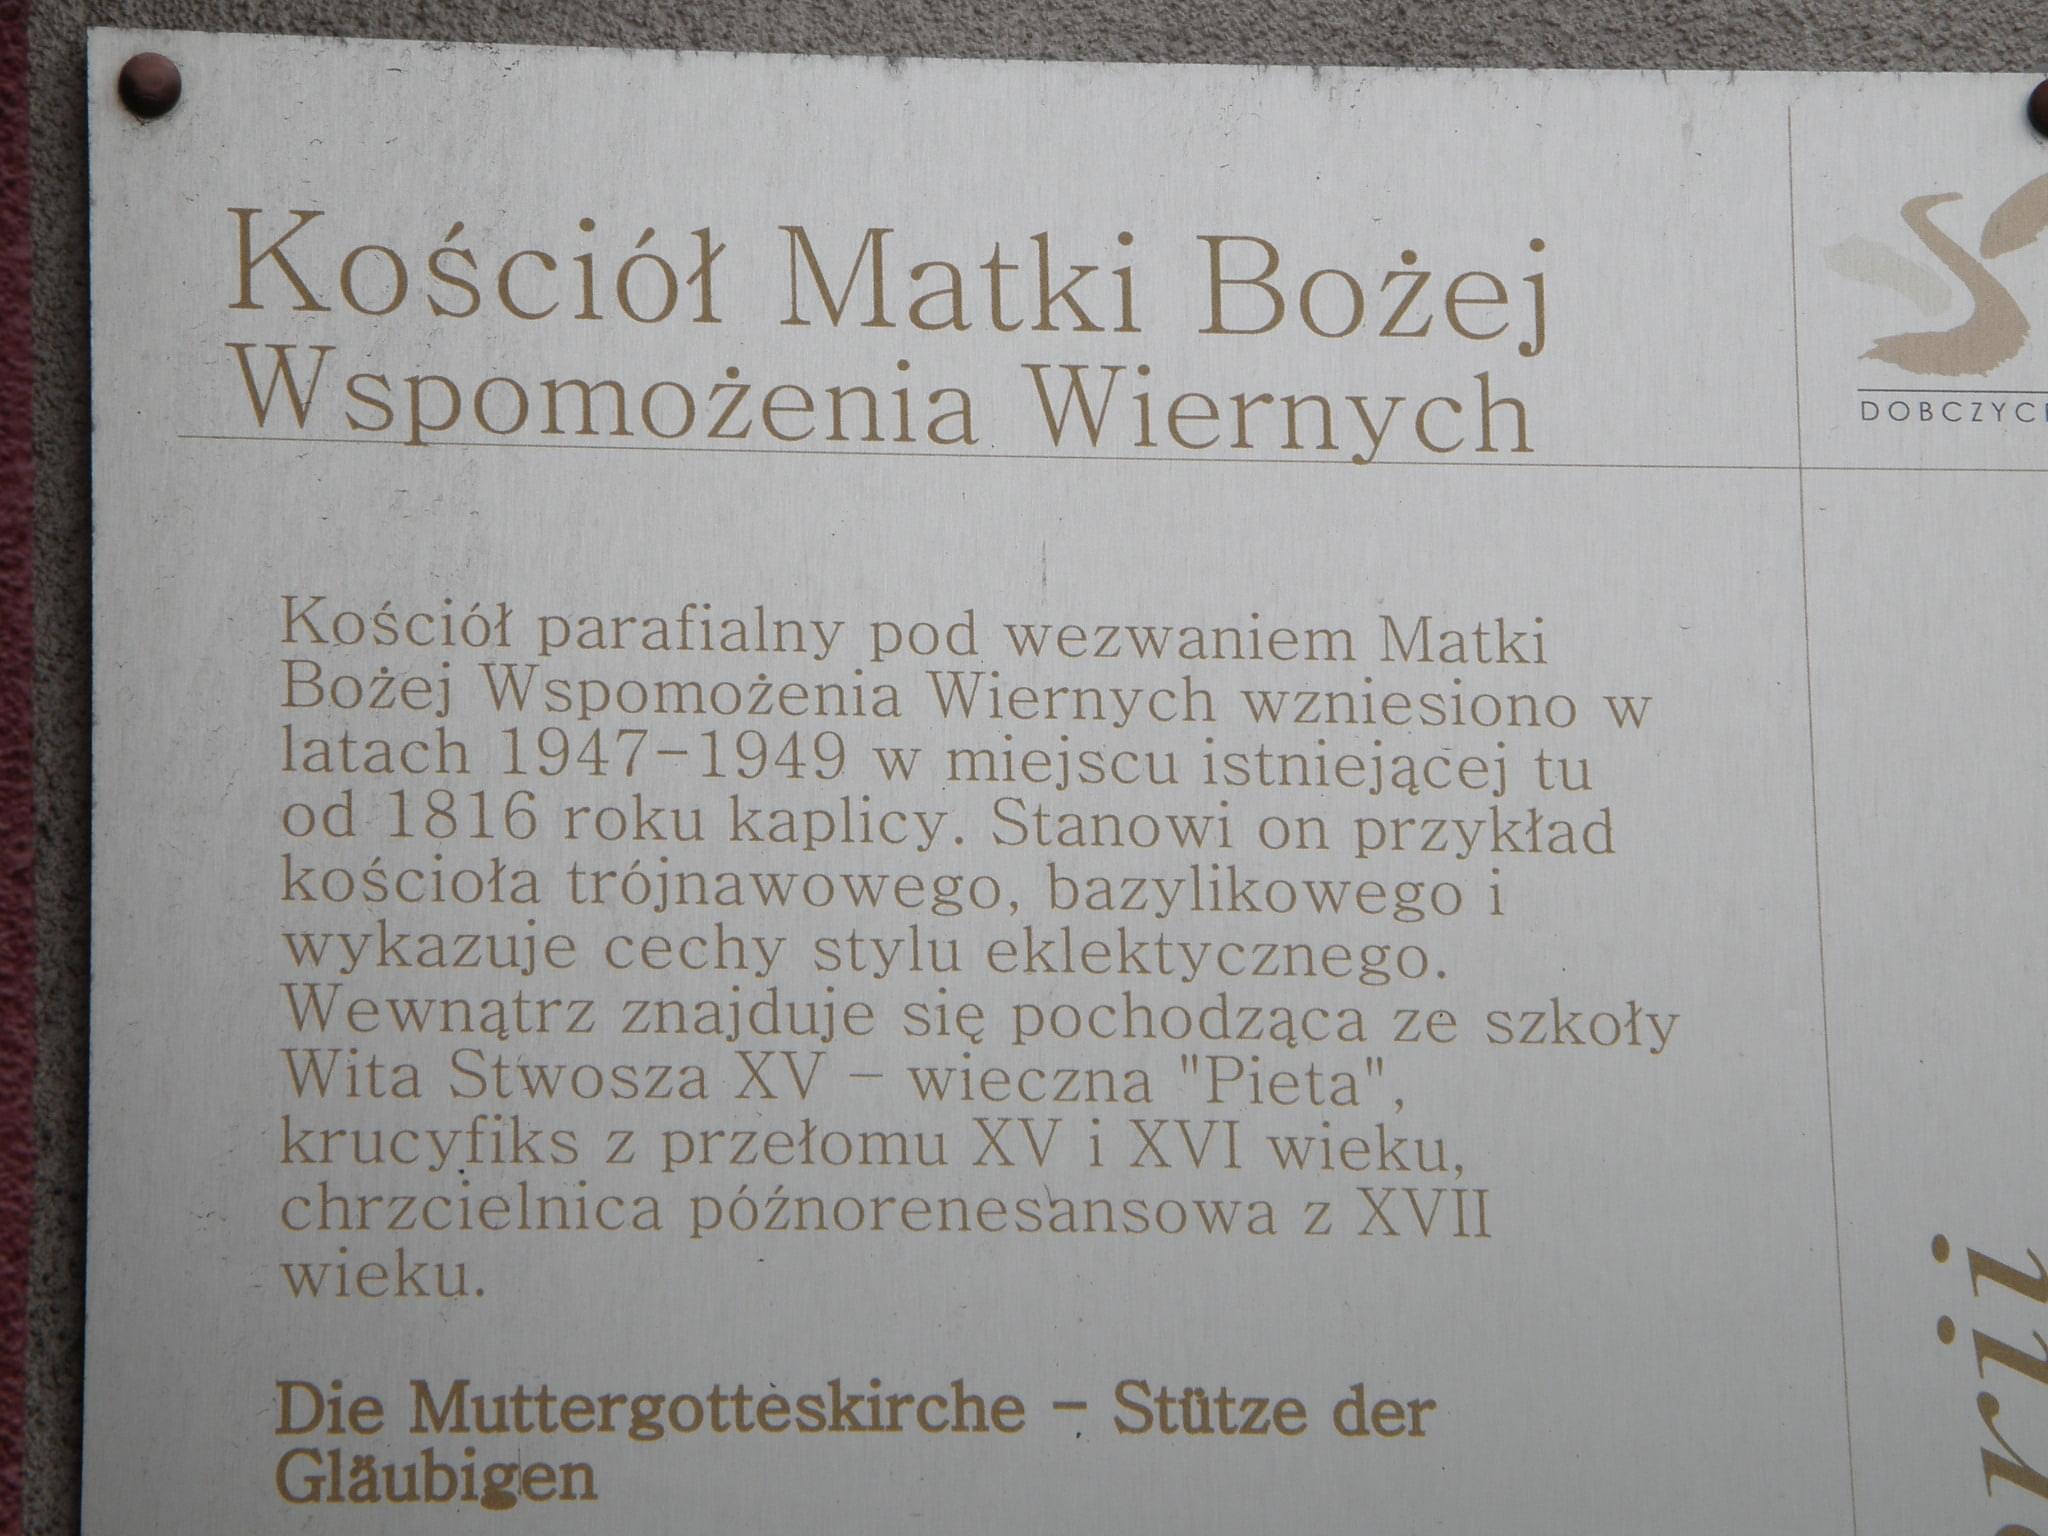 Kościół Matki Bożej
Wspomożenia Wiernych
DOBCZYCE
Kościół parafialny pod wezwaniem Matki
Bożej Wspomożenia Wiernych wzniesiono w
latach 1947-1949 w miejscu istniejącej tu
od 1816 roku kaplicy. Stanowi on przykład
kościoła trójnawowego, bazylikowego i
wykazuje cechy stylu eklektycznego.
Wewnątrz znajduje się pochodząca ze szkoły
Wita Stwosza XV - wieczna "Pieta",
krucyfiks z przełomu XV i XVI wieku,
chrzcielnica późnorenesansowa z XVII
wieku.
Die Muttergotteskirche - Stütze der
Gläubigen